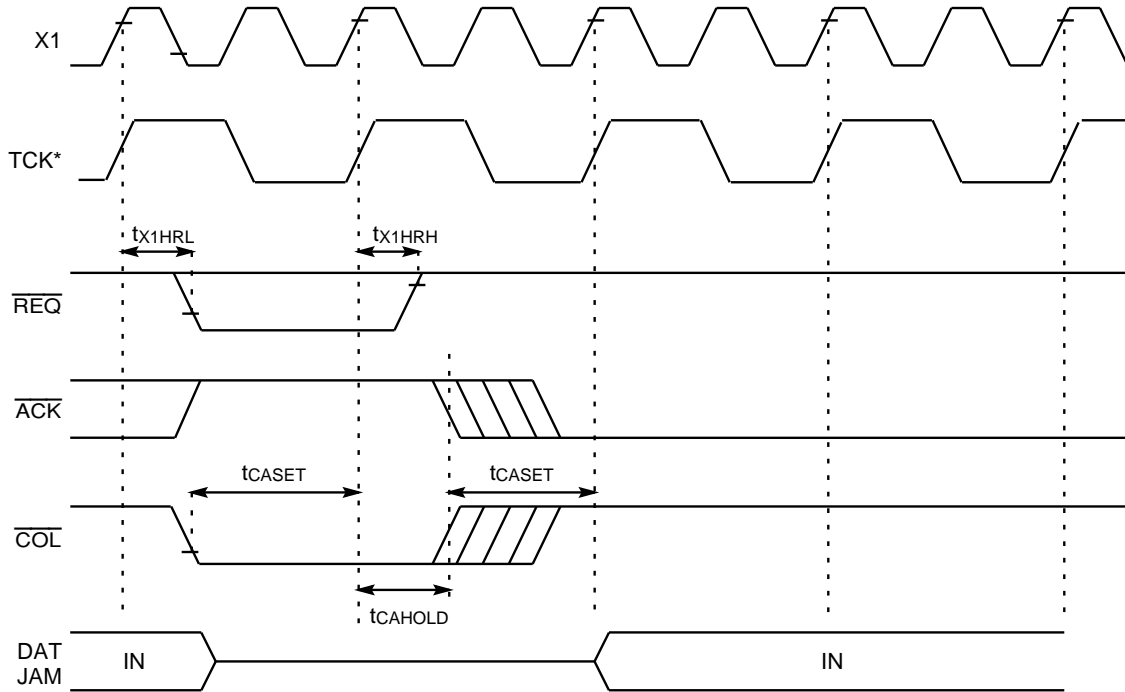 X1
TCK*
tX1HRL
tX1HRH
REQ
ACK
tCASET
tCASET
COL
tCAHOLD
DAT
JAM
IN
IN